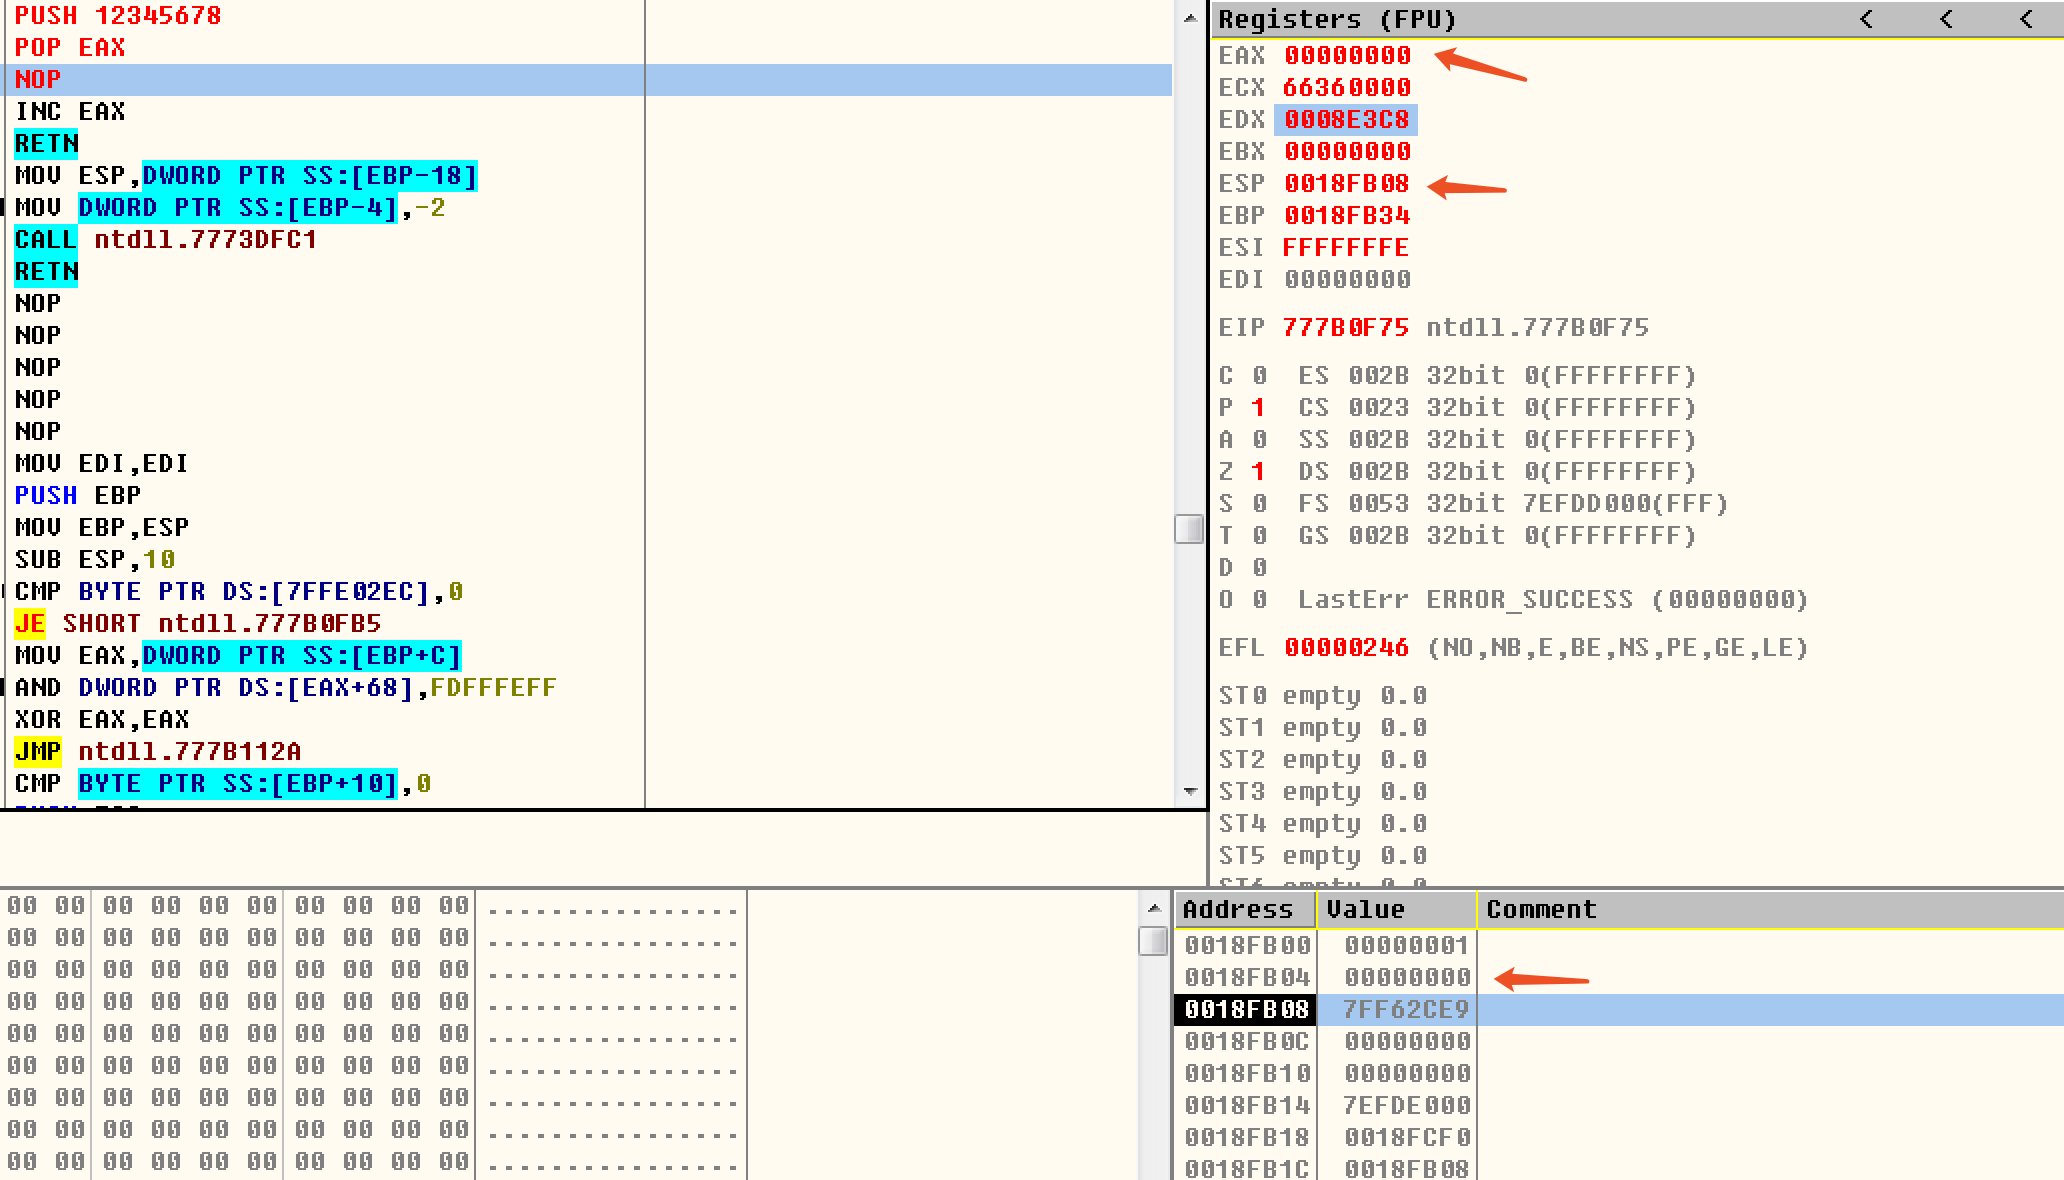 PUSH 12345678
POP EAX
NOP
INC EAX
RETN
MOV ESP,DWORD PTR SS:[EBP-18]
MOV DWORD PTR SS:[EBP-4],-2
CALL ntdll.7773DFC1
RETN
NOP
NOP
NOP
NOP
NOP
MOV EDI,EDI
PUSH EBP
MOV EBP,ESP
SUB ESP,10
CMP BYTE PTR DS:[7FFE02EC],0
JE SHORT ntdll.777B0FB5
MOV EAX,DWORD PTR SS:[EBP+C]
AND DWORD PTR DS:[EAX+68],FDFFFEFF
XOR EAX,EAX
JMP ntdll.777B112A
CMP BYTE PTR SS:[EBP+10],0
Registers (FPU) < < <
EAX 00000000
ECX 66360000
EDX 0008E3C8
EBX 00000000
ESP 0018FB08
EBP 0018FB34
ESI FFFFFFFE
EDI 00000000
EIP 777B0F75 ntdll.777B0F75
C 0 ES 002B 32bit 0(FFFFFFFF)
P 1 CS 0023 32bit 0(FFFFFFFF)
A 0 SS 002B 32bit 0(FFFFFFFF)
Z 1 DS 002B 32bit 0(FFFFFFFF)
S 0 FS 0053 32bit 7EFDD000(FFF)
T 0 GS 002B 32bit 0(FFFFFFFF)
D 0
O 0 LastErr ERROR_SUCCESS (00000000)
EFL 00000246 (NO,NB,E,BE,NS,PE,GE,LE)
ST0 empty 0.0
ST1 empty 0.0
ST2 empty 0.0
ST3 empty 0.0
ST4 empty 0.0
ST5 empty 0.0
ST6 empty 0.0
00 00 00 00 00 00 00 00 00 00 ................
00 00 00 00 00 00 00 00 00 00 ................
00 00 00 00 00 00 00 00 00 00 ................
00 00 00 00 00 00 00 00 00 00 ................
00 00 00 00 00 00 00 00 00 00 ................
00 00 00 00 00 00 00 00 00 00 ................
00 00 00 00 00 00 00 00 00 00 ................
00 00 00 00 00 00 00 00 00 00 ................
00 00 00 00 00 00 00 00 00 00 ................
Address Value Comment
0018FB00 00000001
0018FB04 00000000
0018FB08 7FF62CE9
0018FB0C 00000000
0018FB10 00000000
0018FB14 7EFDE000
0018FB18 0018FCF0
0018FB1C 0018FB08